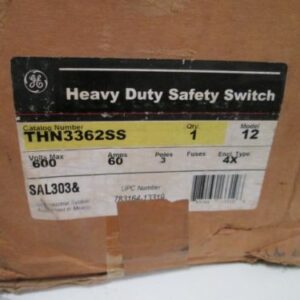 Heavy Duty Safety Switch
Catalog Number Qty. Model
THN3362SS 1 12
Volts Max Amps Poles Fuses Encl. Type
600 60 3 4X
SAL303&
UPC Number